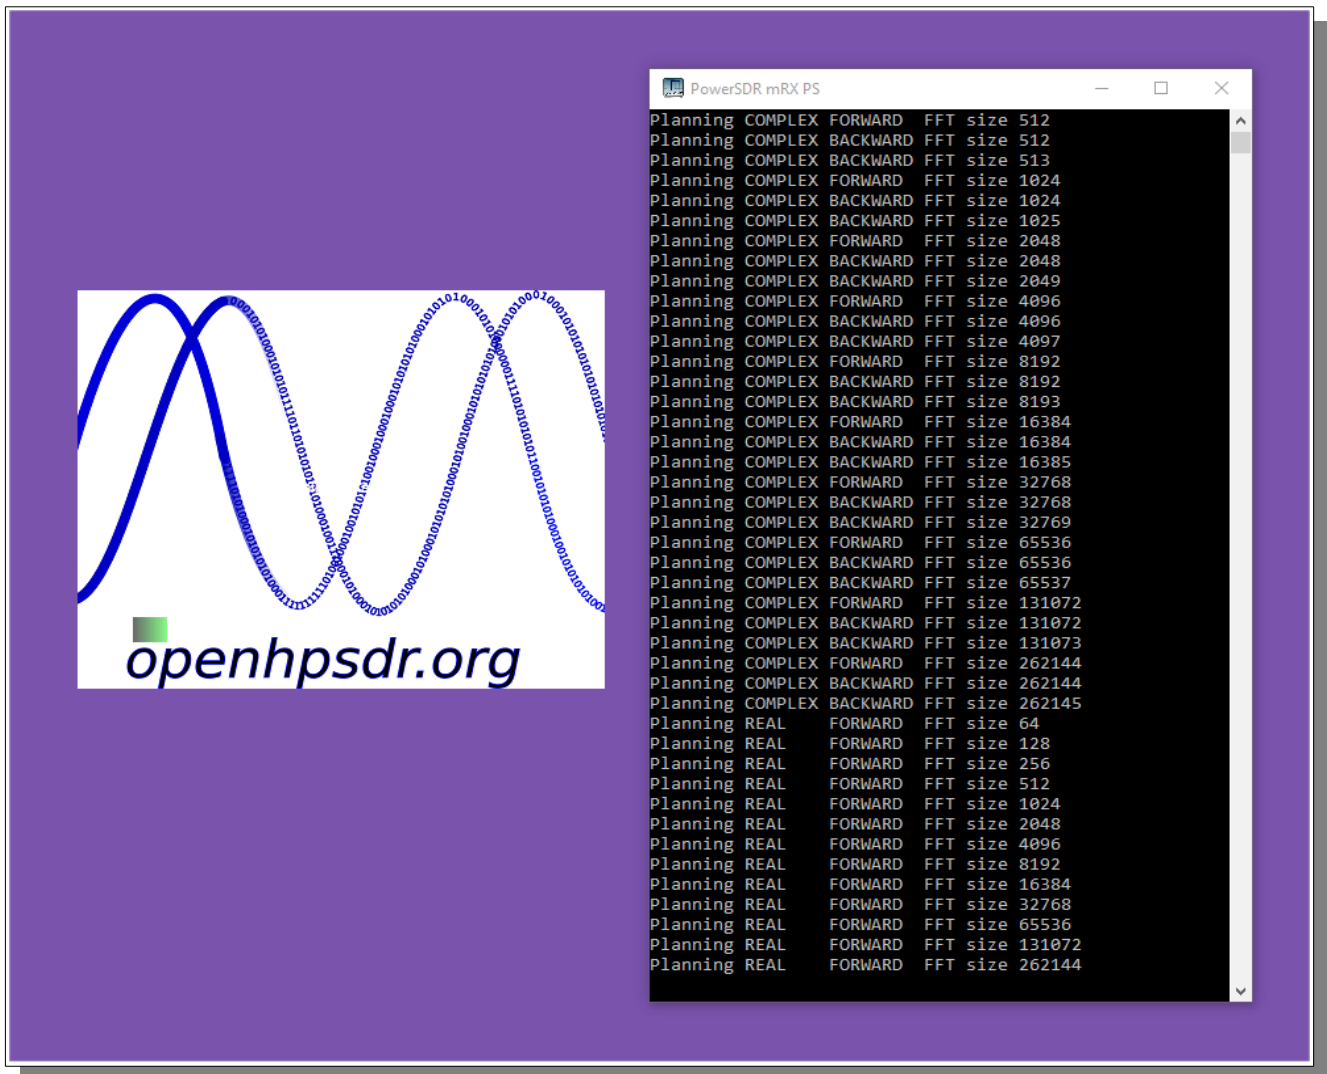 openhpsdr.org
PowerSDR mRX PS
Planning COMPLEX FORWARD  FFT size 512
Planning COMPLEX BACKWARD FFT size 512
Planning COMPLEX BACKWARD FFT size 513
Planning COMPLEX FORWARD  FFT size 1024
Planning COMPLEX BACKWARD FFT size 1024
Planning COMPLEX BACKWARD FFT size 1025
Planning COMPLEX FORWARD  FFT size 2048
Planning COMPLEX BACKWARD FFT size 2048
Planning COMPLEX BACKWARD FFT size 2049
Planning COMPLEX FORWARD  FFT size 4096
Planning COMPLEX BACKWARD FFT size 4096
Planning COMPLEX BACKWARD FFT size 4097
Planning COMPLEX FORWARD  FFT size 8192
Planning COMPLEX BACKWARD FFT size 8192
Planning COMPLEX BACKWARD FFT size 8193
Planning COMPLEX FORWARD  FFT size 16384
Planning COMPLEX BACKWARD FFT size 16384
Planning COMPLEX BACKWARD FFT size 16385
Planning COMPLEX FORWARD  FFT size 32768
Planning COMPLEX BACKWARD FFT size 32768
Planning COMPLEX BACKWARD FFT size 32769
Planning COMPLEX FORWARD  FFT size 65536
Planning COMPLEX BACKWARD FFT size 65536
Planning COMPLEX BACKWARD FFT size 65537
Planning COMPLEX FORWARD  FFT size 131072
Planning COMPLEX BACKWARD FFT size 131072
Planning COMPLEX BACKWARD FFT size 131073
Planning COMPLEX FORWARD  FFT size 262144
Planning COMPLEX BACKWARD FFT size 262144
Planning COMPLEX BACKWARD FFT size 262145
Planning REAL    FORWARD  FFT size 64
Planning REAL    FORWARD  FFT size 128
Planning REAL    FORWARD  FFT size 256
Planning REAL    FORWARD  FFT size 512
Planning REAL    FORWARD  FFT size 1024
Planning REAL    FORWARD  FFT size 2048
Planning REAL    FORWARD  FFT size 4096
Planning REAL    FORWARD  FFT size 8192
Planning REAL    FORWARD  FFT size 16384
Planning REAL    FORWARD  FFT size 32768
Planning REAL    FORWARD  FFT size 65536
Planning REAL    FORWARD  FFT size 131072
Planning REAL    FORWARD  FFT size 262144